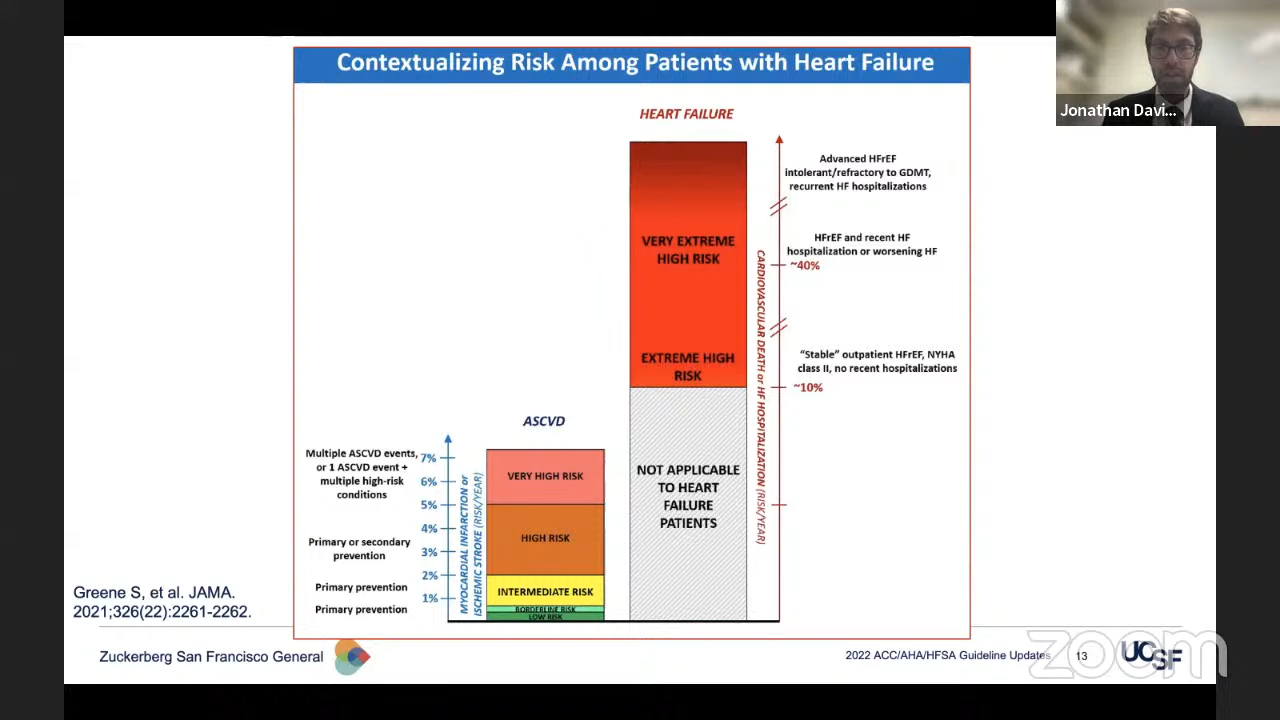 Jonathan Davi...
Contextualizing Risk Among Patients with Heart Failure
HEART FAILURE
Advanced HFrEF
intolerant/refractory to GDMT,
recurrent HF hospitalizations
VERY EXTREME
HIGH RISK
HFrEF and recent HF
hospitalization or worsening HF
~40%
EXTREME HIGH
RISK
"Stable" outpatient HFrEF, NYHA
class II, no recent hospitalizations
~10%
CARDIOVASCULAR DEATH or HF HOSPITALIZATION (RISK/YEAR)
NOT APPLICABLE
TO HEART
FAILURE
PATIENTS
ASCVD
Multiple ASCVD events,
or 1 ASCVD event +
multiple high-risk
conditions
Primary or secondary
prevention
Primary prevention
Primary prevention
7%
6%
5%
4%
3%
2%
1%
MYOCARDIAL INFARCTION or
ISCHEMIC STROKE (RISK/YEAR)
VERY HIGH RISK
HIGH RISK
INTERMEDIATE RISK
BORDERLINE RISK
LOW RISK
Greene S, et al. JAMA.
2021;326(22):2261-2262.
Zuckerberg San Francisco General
2022 ACC/AHA/HFSA Guideline Updates
13
UCSF
zoom